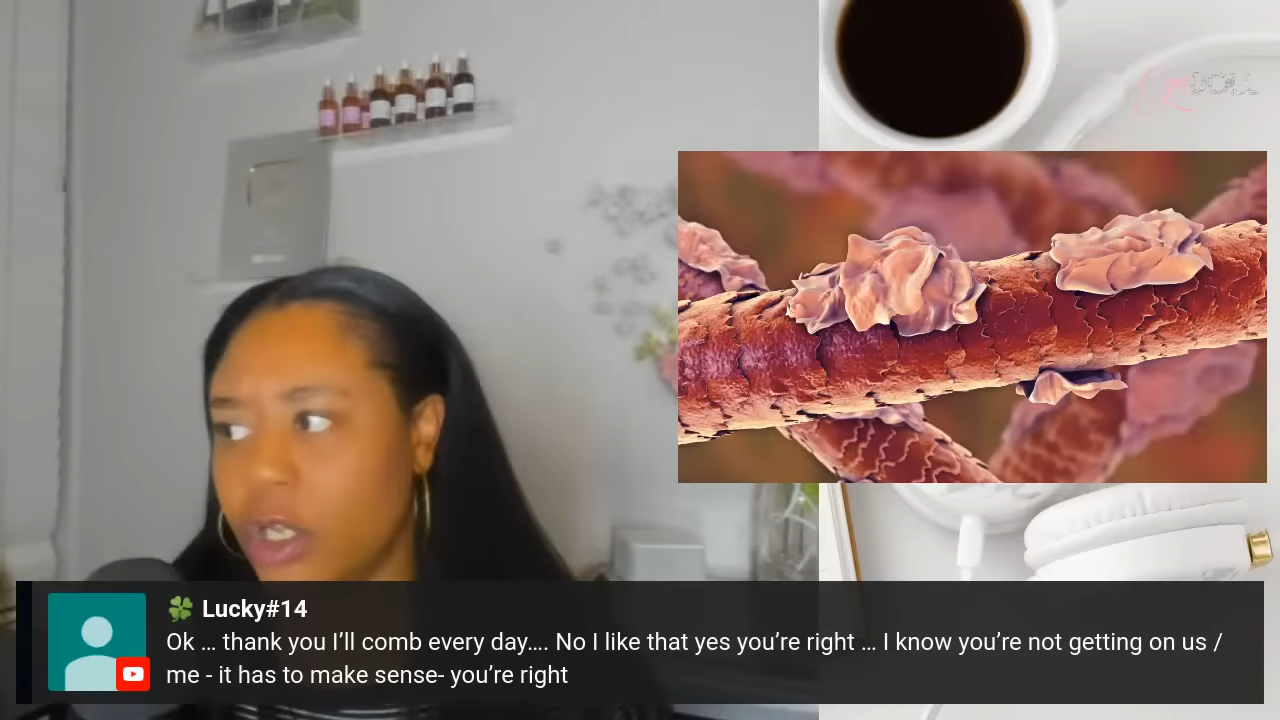 🍀 Lucky#14
Ok … thank you I’ll comb every day…. No I like that yes you’re right … I know you’re not getting on us /
me - it has to make sense- you’re right